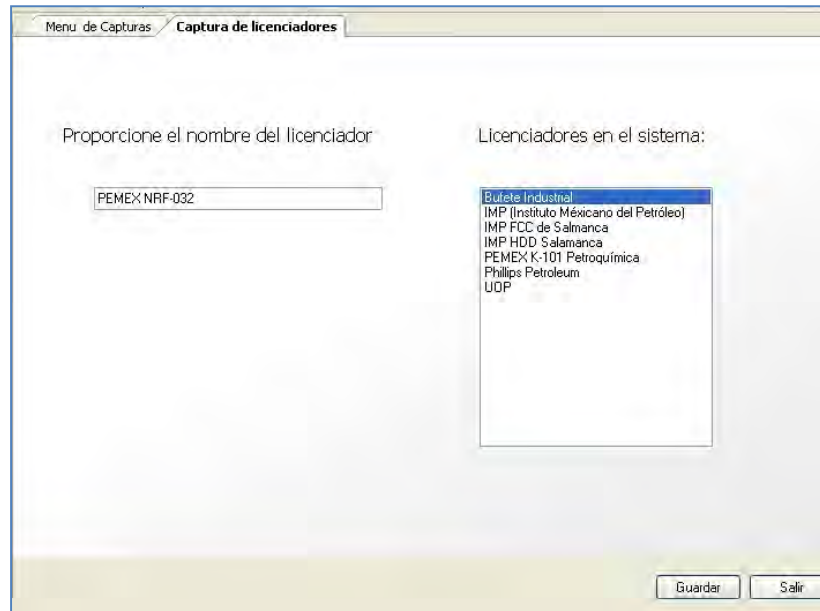 Menu de Capturas
Captura de licenciadores
Proporcione el nombre del licenciador
Licenciadores en el sistema:
PEMEX NRF-032
Bufete Industrial
IMP (Instituto Méxicano del Petróleo)
IMP FCC de Salmanca
IMP HDD Salamanca
PEMEX K-101 Petroquímica
Phillips Petroleum
UOP
Guardar
Salir